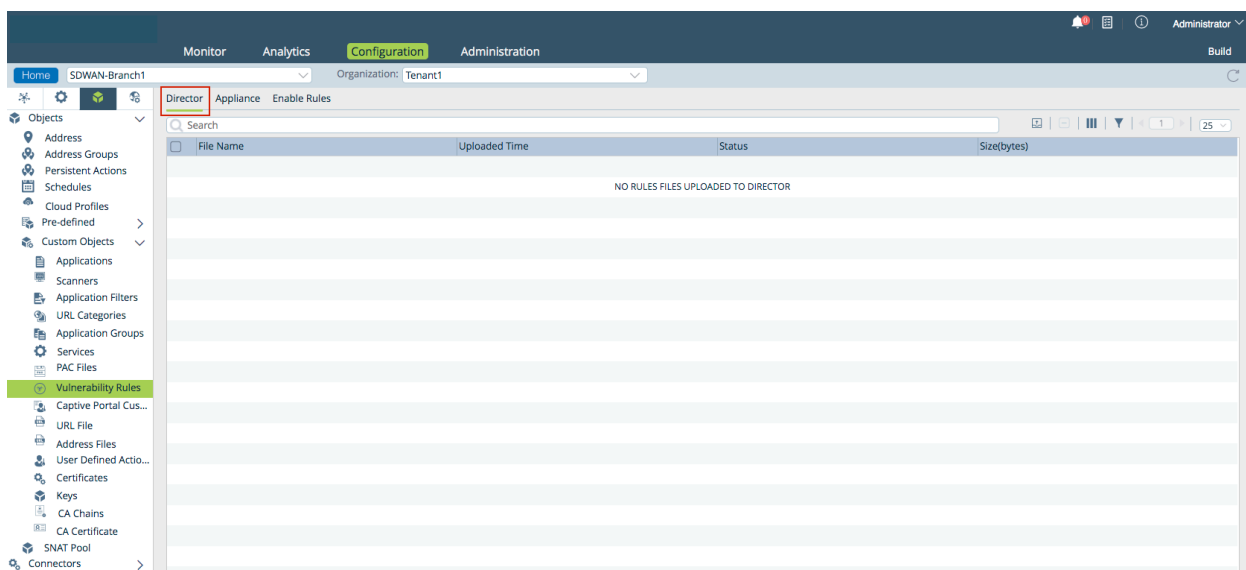 0 Administrator
Monitor Analytics Configuration Administration Build
Home SDWAN-Branch1 Organization: Tenant1
Director Appliance Enable Rules
Search 1 25
File Name Uploaded Time Status Size(bytes)
NO RULES FILES UPLOADED TO DIRECTOR
Objects
Address
Address Groups
Persistent Actions
Schedules
Cloud Profiles
Pre-defined
Custom Objects
Applications
Scanners
Application Filters
URL Categories
Application Groups
Services
PAC Files
Vulnerability Rules
Captive Portal Cus...
URL File
Address Files
User Defined Actio...
Certificates
Keys
CA Chains
CA Certificate
SNAT Pool
Connectors